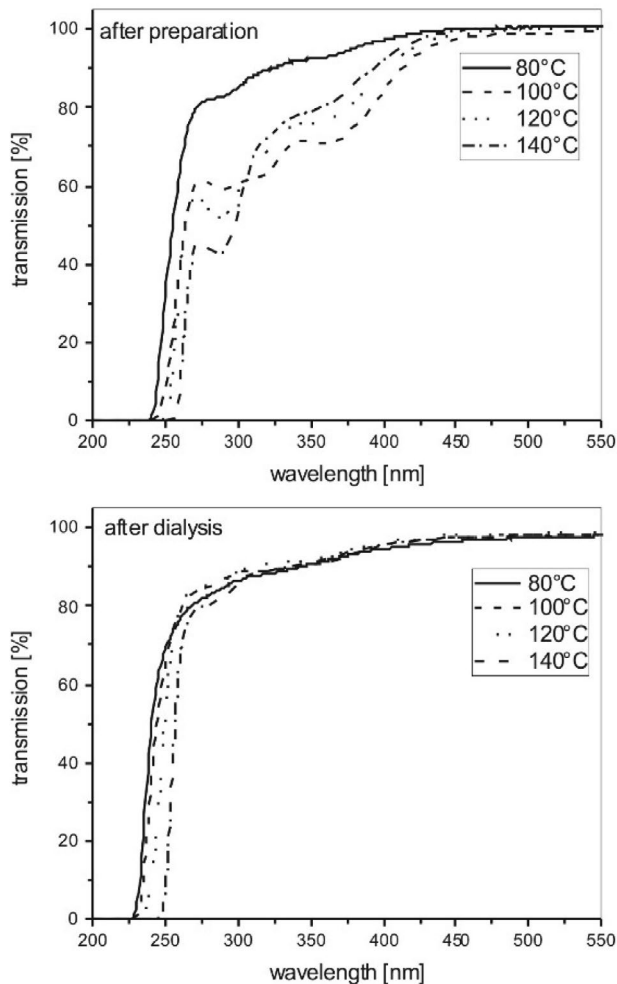 after preparation
100
80
60
40
20
0
transmission [%]
80°C
100°C
120°C
140°C
200 250 300 350 400 450 500 550
wavelength [nm]
after dialysis
100
80
60
40
20
0
transmission [%]
80°C
100°C
120°C
140°C
200 250 300 350 400 450 500 550
wavelength [nm]